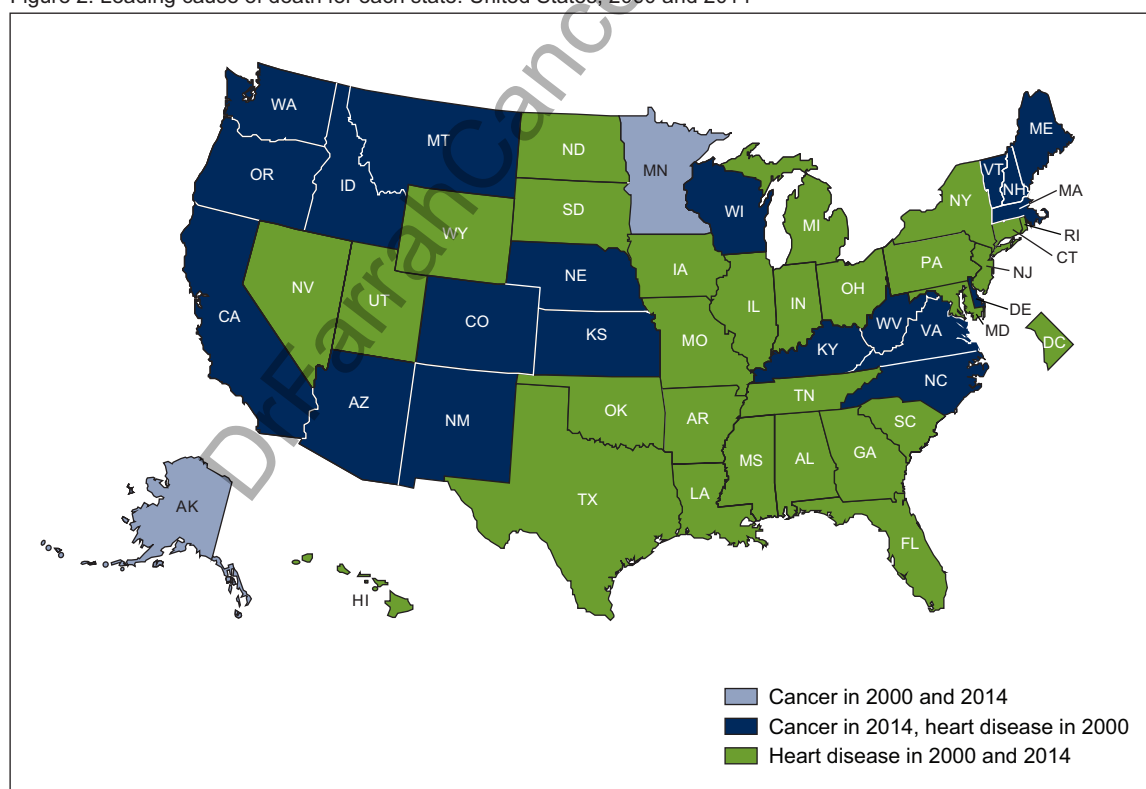 Figure 2. Leading cause of death for each state: United States, 2000 and 2014
WA
MT
ND
MN
ME
VT
NH
MA
OR
ID
SD
WI
NY
MI
RI
CT
WY
IA
PA
NJ
NE
NV
UT
IL
IN
OH
DE
MD
CA
CO
KS
MO
WV
VA
DC
KY
AZ
NM
OK
TN
NC
AR
SC
MS
AL
GA
TX
LA
AK
FL
HI
Cancer in 2000 and 2014
Cancer in 2014, heart disease in 2000
Heart disease in 2000 and 2014